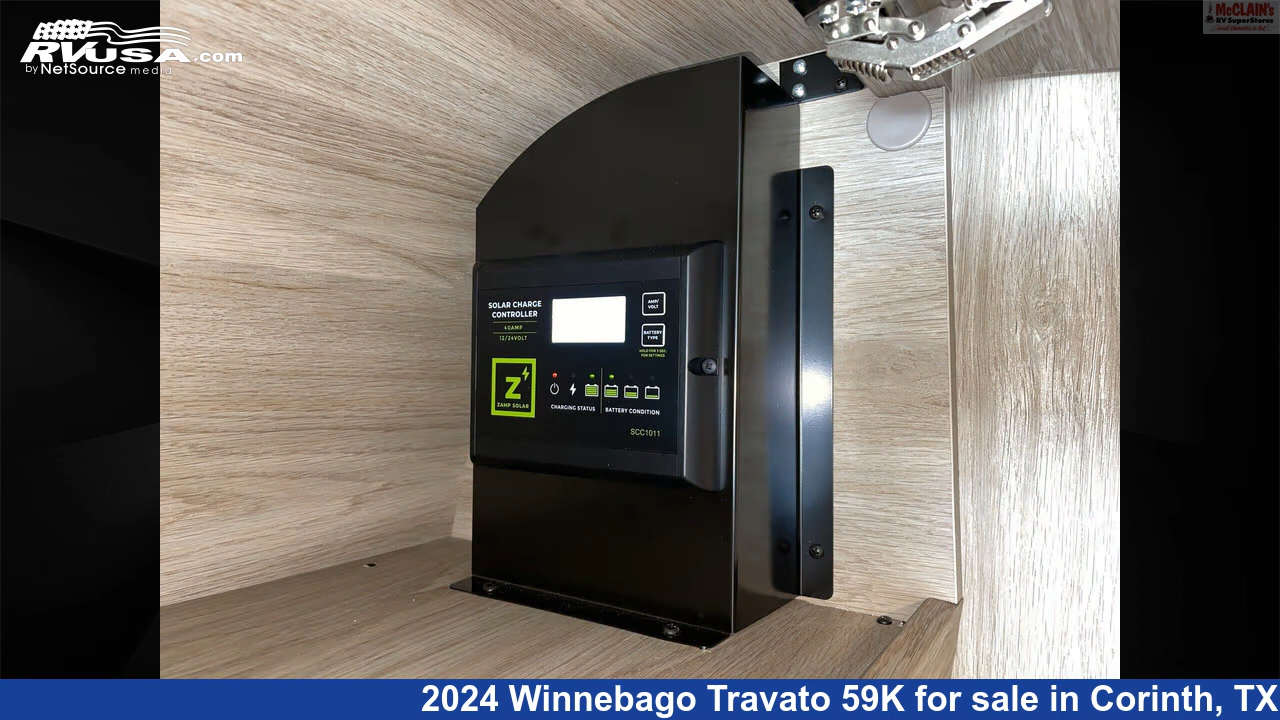 RVUSA.com
by NetSource media
McCLAIN's
RV SuperStores
SOLAR CHARGE
CONTROLLER
40AMP
12/24VOLT
AMP/
VOLT
BATTERY
TYPE
HOLD FOR 3 SEC.
FOR SETTINGS
Z
ZAMP SOLAR
CHARGING STATUS
BATTERY CONDITION
SCC1011
2024 Winnebago Travato 59K for sale in Corinth, TX